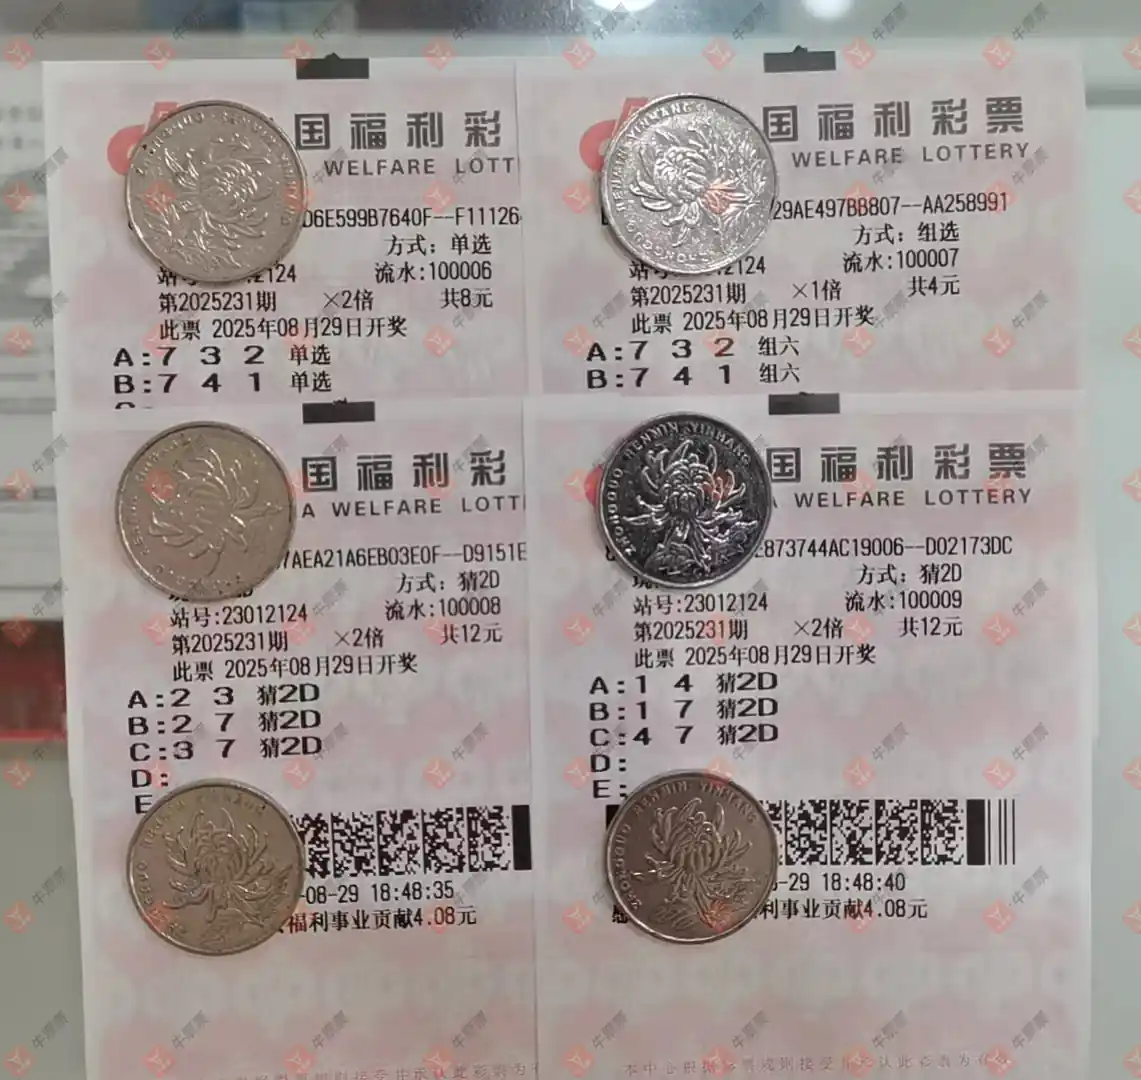 国福利彩
WELFARE LOTT
D6E599B7640F--F11126
方式：单选
流水:100006
第2025231期 ×2倍 共8元
此票 2025年08月29日开奖
A:7 3 2 单选
B:7 4 1 单选
国福利彩票
WELFARE LOTTERY
29AE497BB807--AA258991
方式：组选
流水:100007
第2025231期 ×1倍 共4元
此票 2025年08月29日开奖
A:7 3 2 组六
B:7 4 1 组六
国福利彩
A WELFARE LOTT
7AEA21A6EB03E0F--D9151E
方式：猜2D
站号:23012124 流水:100008
第2025231期 ×2倍 共12元
此票 2025年08月29日开奖
A:2 3 猜2D
B:2 7 猜2D
C:3 7 猜2D
D:
E:
-08-29 18:48:35
福利事业贡献4.08元
国福利彩票
A WELFARE LOTTERY
E873744AC19006--D02173DC
方式：猜2D
站号:23012124 流水:100009
第2025231期 ×2倍 共12元
此票 2025年08月29日开奖
A:1 4 猜2D
B:1 7 猜2D
C:4 7 猜2D
D:
E:
-29 18:48:40
利事业贡献4.08元
牛彩票